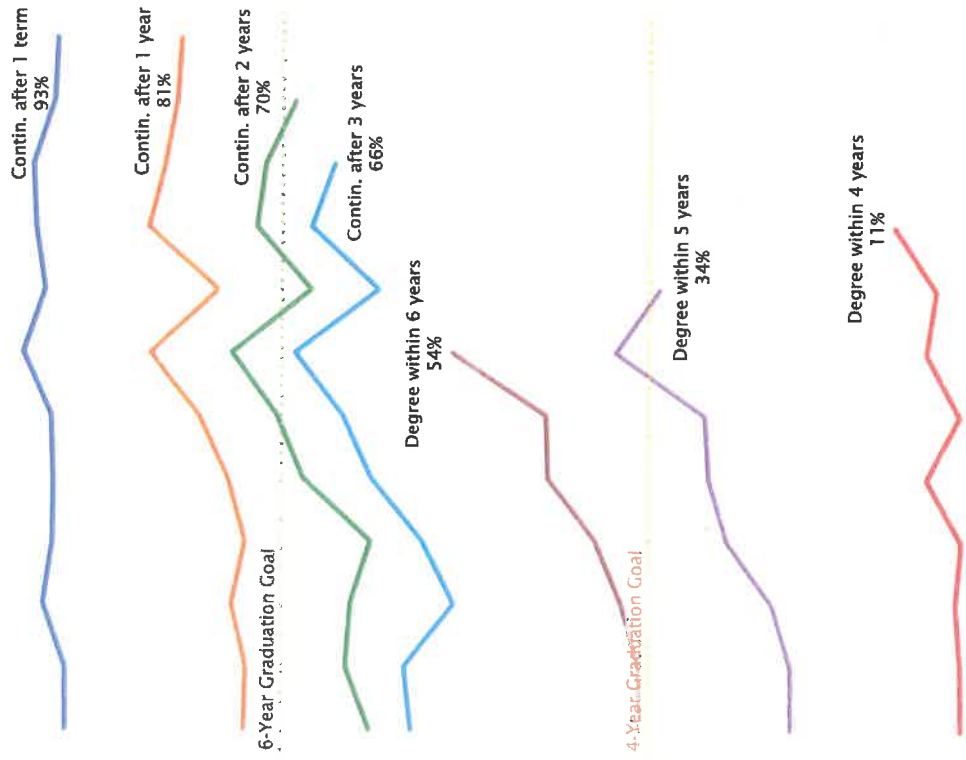 Contin. after 1 term
93%
Contin. after 1 year
81%
Contin. after 2 years
70%
6-Year Graduation Goal
Contin. after 3 years
66%
Degree within 6 years
54%
4-Year Graduation Goal
Degree within 5 years
34%
Degree within 4 years
11%